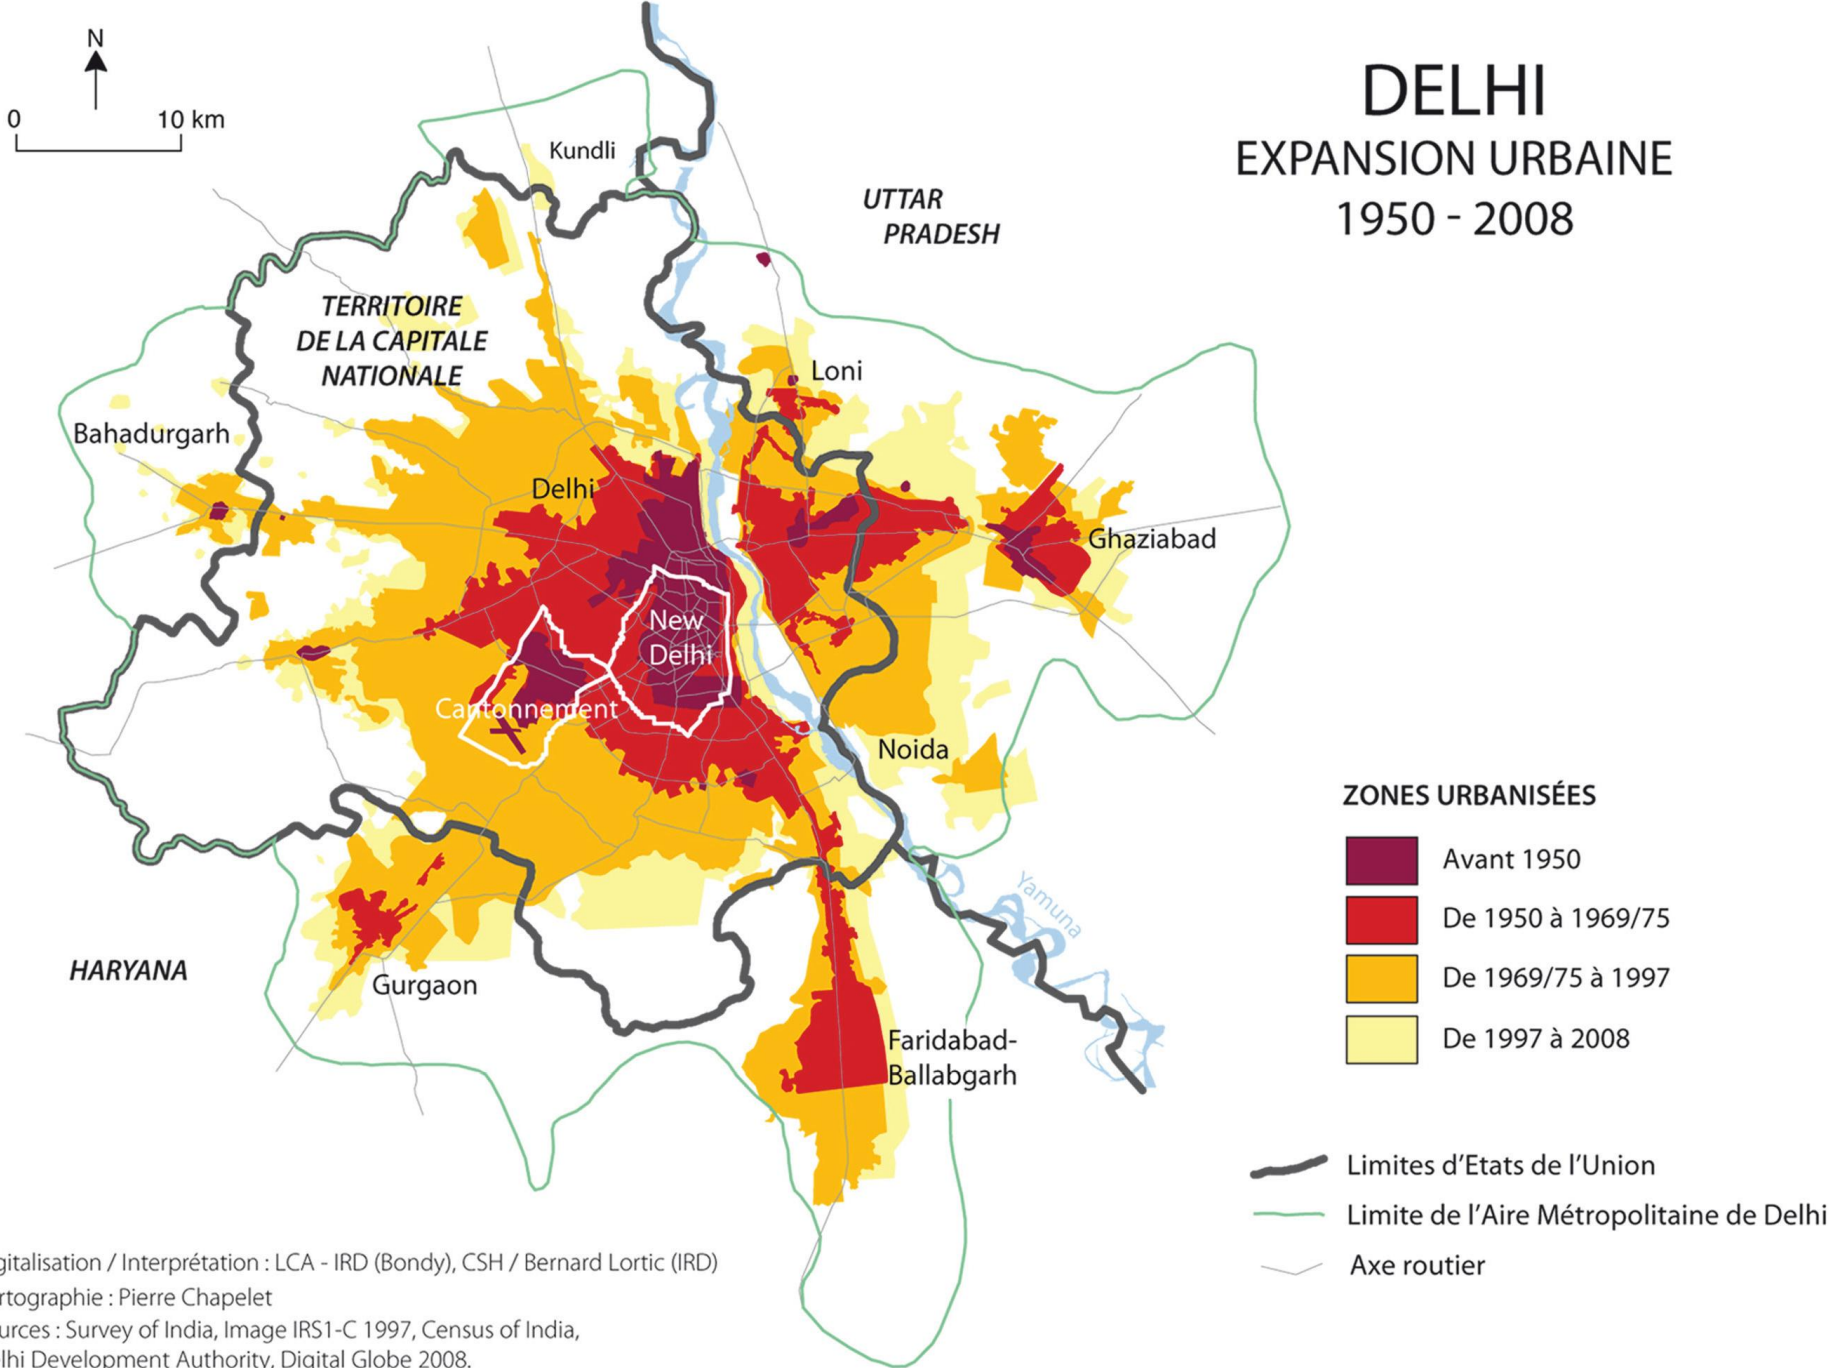 N
0 10 km
DELHI
EXPANSION URBAINE
1950 - 2008
Kundli
UTTAR
PRADESH
TERRITOIRE
DE LA CAPITALE
NATIONALE
Loni
Bahadurgarh
Delhi
Ghaziabad
New
Delhi
Cantonnement
Noida
Yamuna
HARYANA
Gurgaon
Faridabad-
Ballabgarh
ZONES URBANISÉES
Avant 1950
De 1950 à 1969/75
De 1969/75 à 1997
De 1997 à 2008
Limites d'Etats de l'Union
Limite de l'Aire Métropolitaine de Delhi
Axe routier
gitalisation / Interprétation : LCA - IRD (Bondy), CSH / Bernard Lortic (IRD)
rtographie : Pierre Chapelet
urces : Survey of India, Image IRS1-C 1997, Census of India,
lhi Development Authority, Digital Globe 2008.